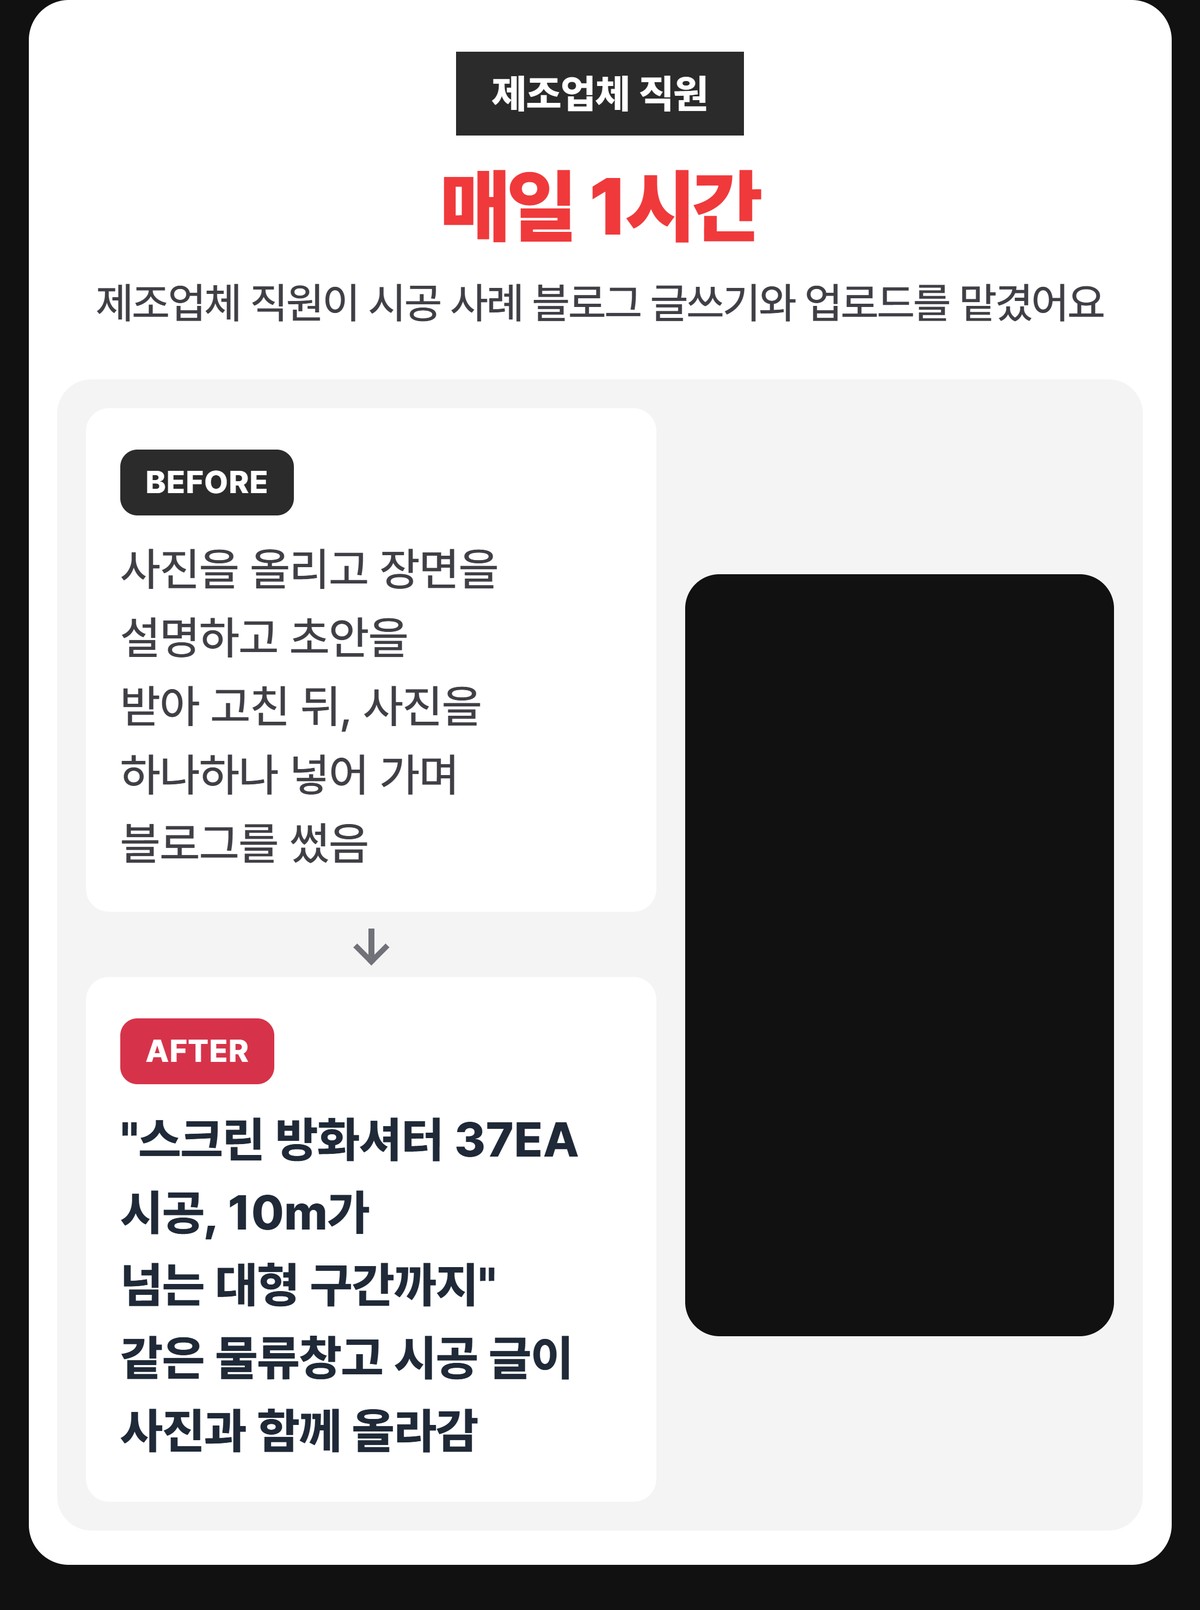 제조업체 직원
매일 1시간
제조업체 직원이 시공 사례 블로그 글쓰기와 업로드를 맡겼어요
BEFORE
사진을 올리고 장면을
설명하고 초안을
받아 고친 뒤, 사진을
하나하나 넣어 가며
블로그를 썼음
↓
AFTER
"스크린 방화셔터 37EA
시공, 10m가
넘는 대형 구간까지"
같은 물류창고 시공 글이
사진과 함께 올라감